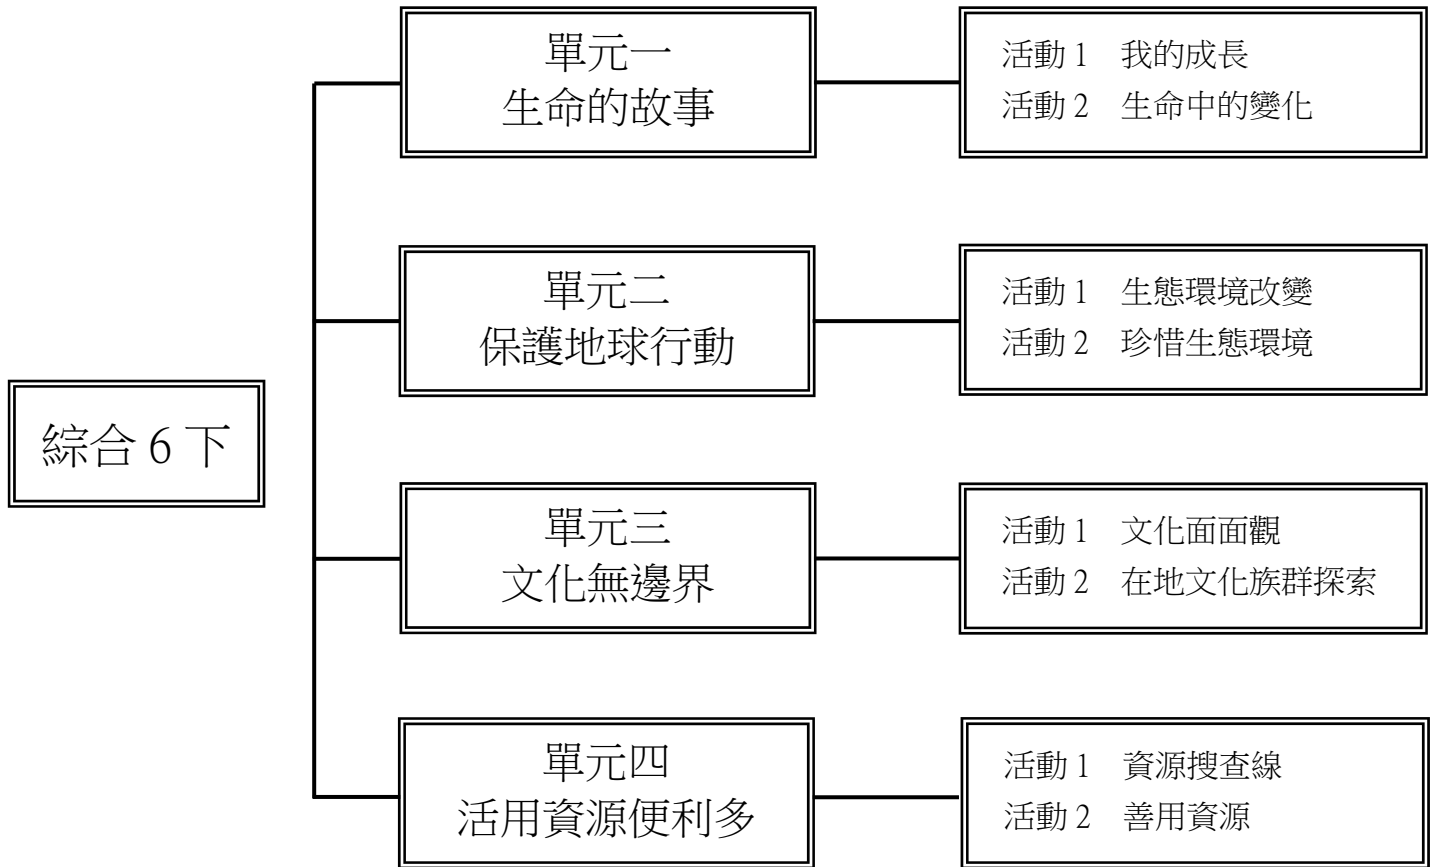 單元一
生命的故事
活動 1　我的成長
活動 2　生命中的變化
單元二
保護地球行動
活動 1　生態環境改變
活動 2　珍惜生態環境
綜合 6 下
單元三
文化無邊界
活動 1　文化面面觀
活動 2　在地文化族群探索
單元四
活用資源便利多
活動 1　資源搜查線
活動 2　善用資源